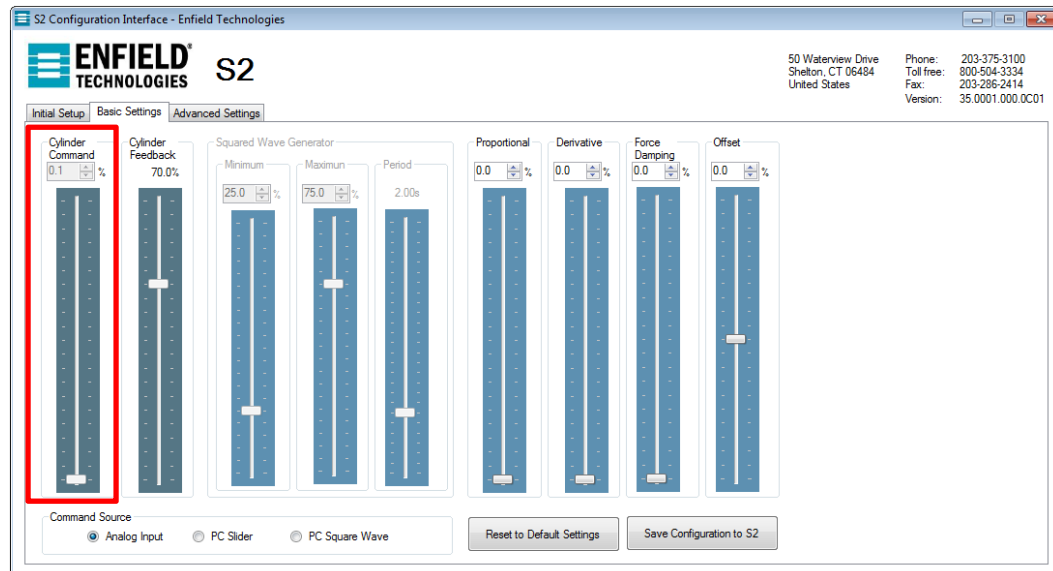 S2 Configuration Interface - Enfield Technologies
ENFIELD®
TECHNOLOGIES
S2
50 Waterview Drive
Shelton, CT 06484
United States
Phone: 203-375-3100
Toll free: 800-504-3334
Fax: 203-286-2414
Version: 35.0001.000.0C01
Initial Setup Basic Settings Advanced Settings
Cylinder Command
0.1 %
Cylinder Feedback
70.0%
Squared Wave Generator
Minimum
25.0 %
Maximun
75.0 %
Period
2.00s
Proportional
0.0 %
Derivative
0.0 %
Force Damping
0.0 %
Offset
0.0 %
Command Source
Analog Input PC Slider PC Square Wave
Reset to Default Settings
Save Configuration to S2